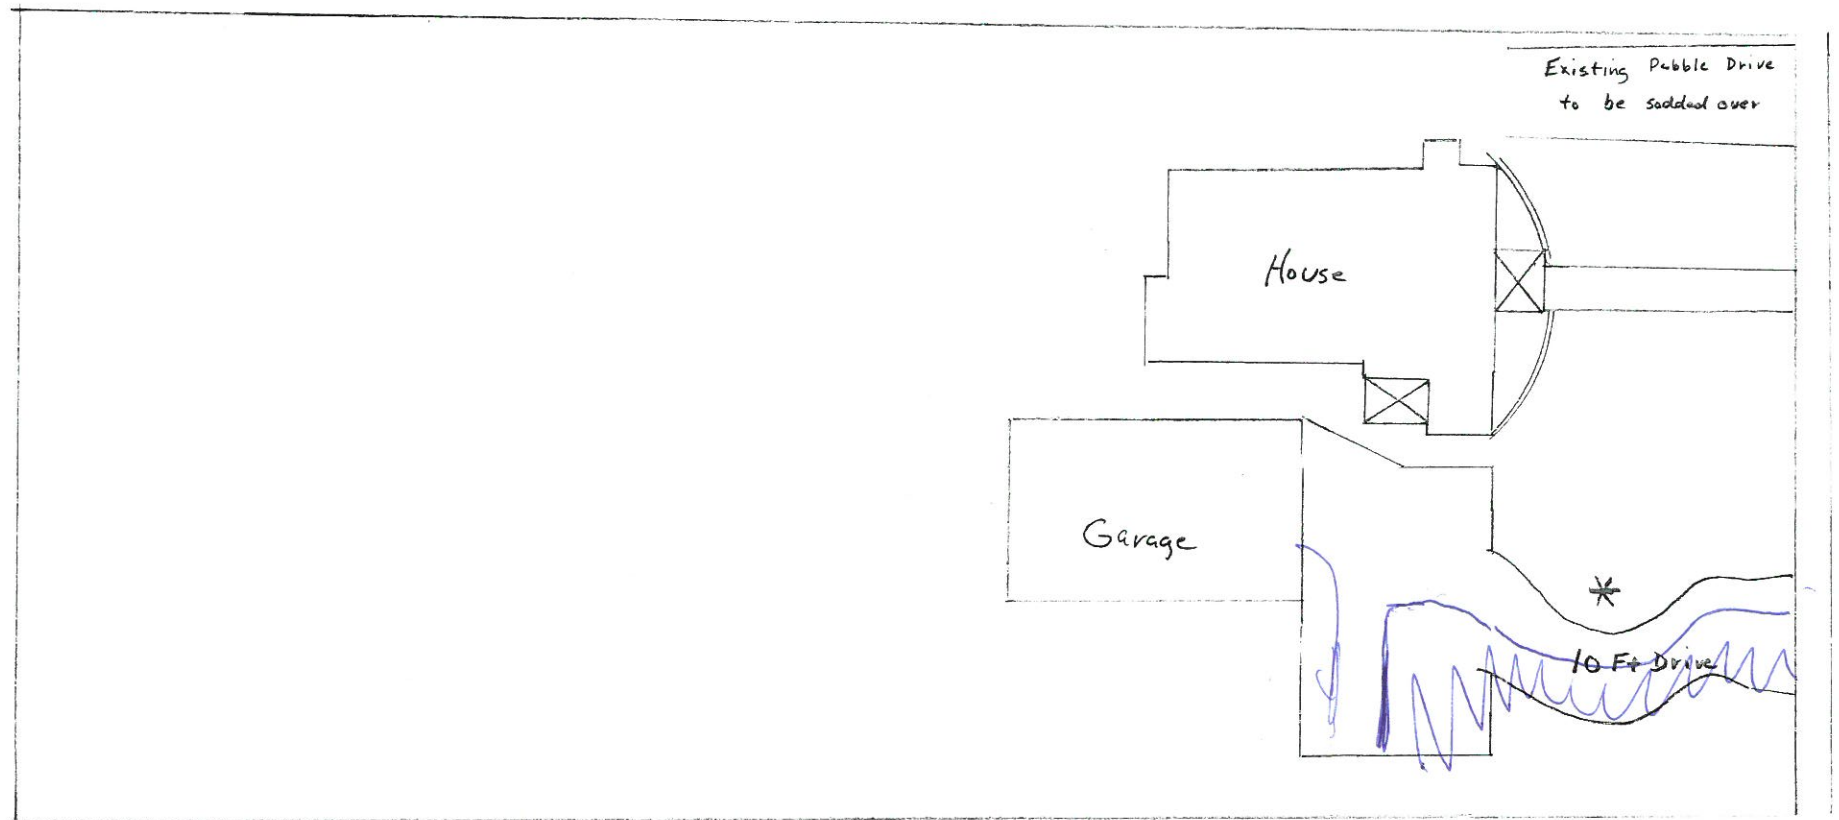 Existing Pebble Drive
to be sodded over
House
Garage
10 Ft Drive